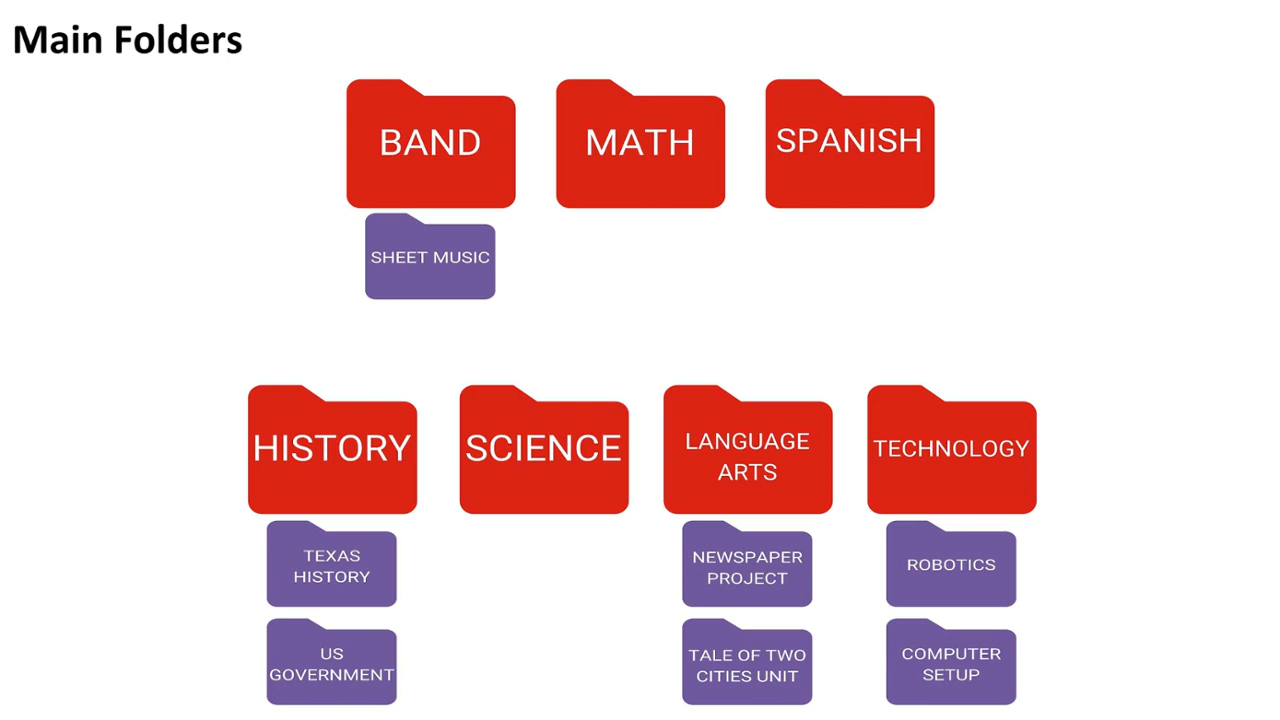 Main Folders
BAND
MATH
SPANISH
SHEET MUSIC
HISTORY
SCIENCE
LANGUAGE
ARTS
TECHNOLOGY
TEXAS
HISTORY
NEWSPAPER
PROJECT
ROBOTICS
US
GOVERNMENT
TALE OF TWO
CITIES UNIT
COMPUTER
SETUP